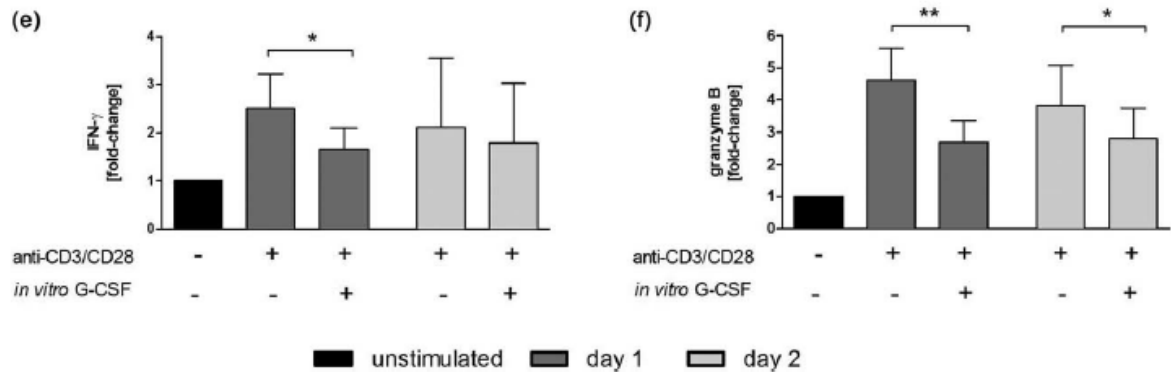 (e)
*
4
3
2
1
0
IFN-γ
[fold-change]
anti-CD3/CD28 - + + + +
in vitro G-CSF - - + - +
(f)
**
*
6
5
4
3
2
1
0
granzyme B
[fold-change]
anti-CD3/CD28 - + + + +
in vitro G-CSF - - + - +
unstimulated day 1 day 2